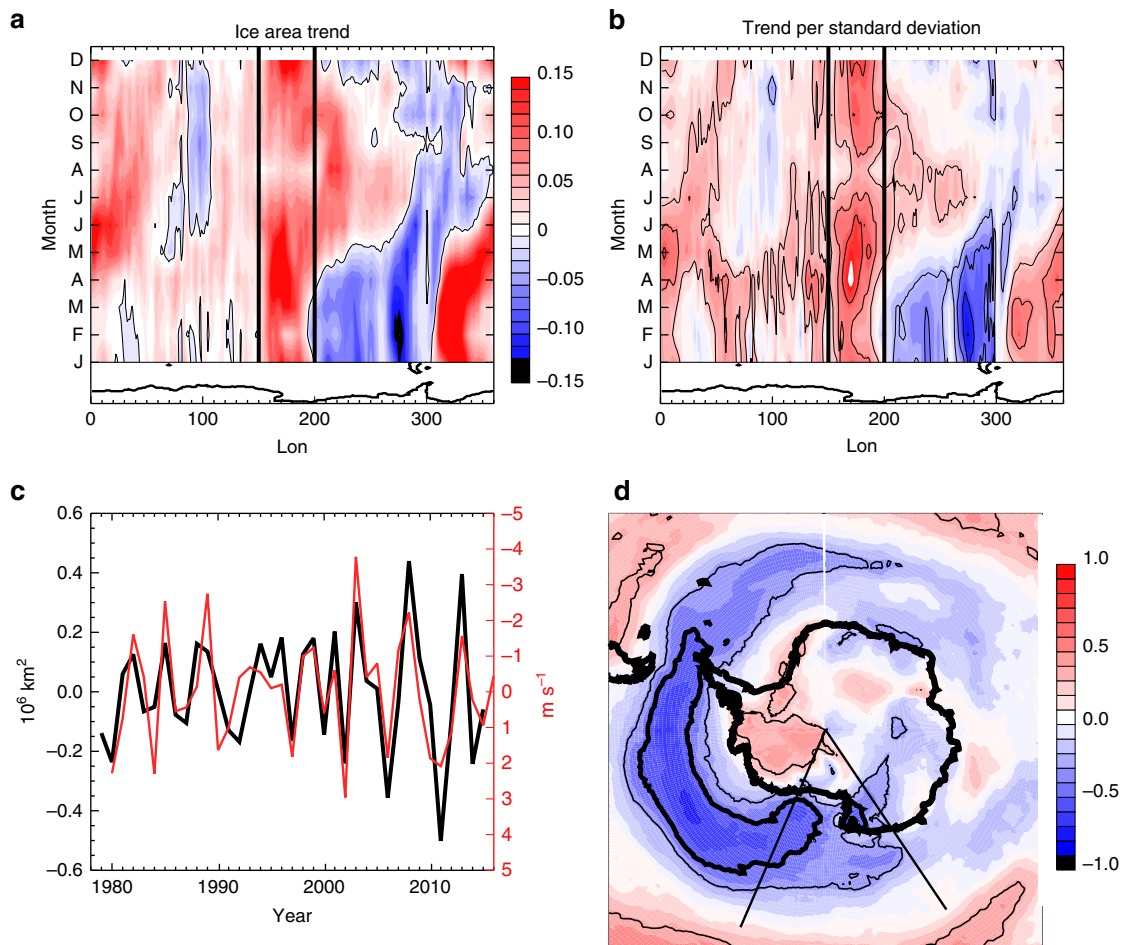 a
Ice area trend
Month
D
N
O
S
A
J
J
M
A
M
F
J
0
100
200
300
Lon
0.15
0.10
0.05
0
−0.05
−0.10
−0.15
b
Trend per standard deviation
Month
D
N
O
S
A
J
J
M
A
M
F
J
0
100
200
300
Lon
c
10⁶ km²
0.6
0.4
0.2
0.0
−0.2
−0.4
−0.6
1980
1990
2000
2010
Year
−5
−4
−3
−2
−1
0
1
2
3
4
5
m s⁻¹
d
1.0
0.5
0.0
−0.5
−1.0